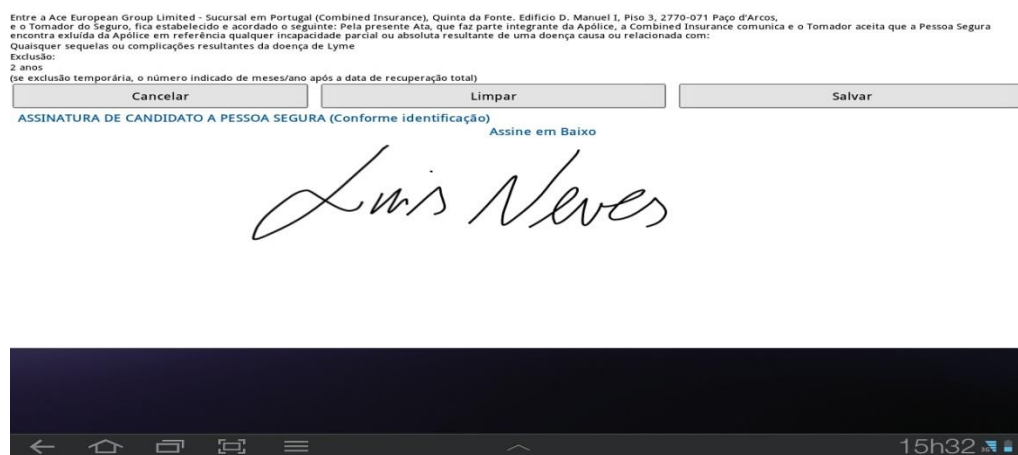 Entre a Ace European Group Limited - Sucursal em Portugal (Combined Insurance), Quinta da Fonte. Edificio D. Manuel I, Piso 3, 2770-071 Paço d'Arcos,
e o Tomador do Seguro, fica estabelecido e acordado o seguinte: Pela presente Ata, que faz parte integrante da Apólice, a Combined Insurance comunica e o Tomador aceita que a Pessoa Segura
encontra exluída da Apólice em referência qualquer incapacidade parcial ou absoluta resultante de uma doença causa ou relacionada com:
Quaisquer sequelas ou complicações resultantes da doença de Lyme
Exclusão:
2 anos
(se exclusão temporária, o número indicado de meses/ano após a data de recuperação total)
Cancelar Limpar Salvar
ASSINATURA DE CANDIDATO A PESSOA SEGURA (Conforme identificação)
Assine em Baixo
Luis Neves
15h32 3G